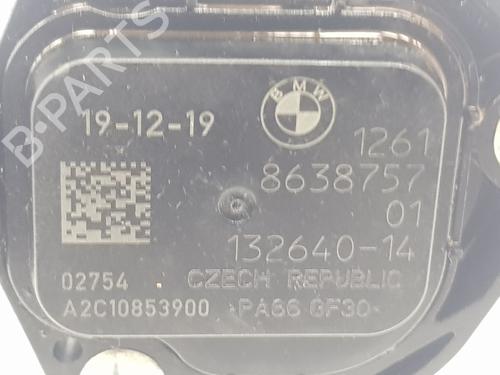 B-PARTS
BMW
19-12-19
1261
8638757
01
132640-14
02754 CZECH REPUBLIC
A2C10853900 -PA66 GF30-